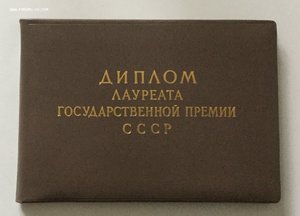 ДИПЛОМ
ЛАУРЕАТА
ГОСУДАРСТВЕННОЙ ПРЕМИИ
СССР